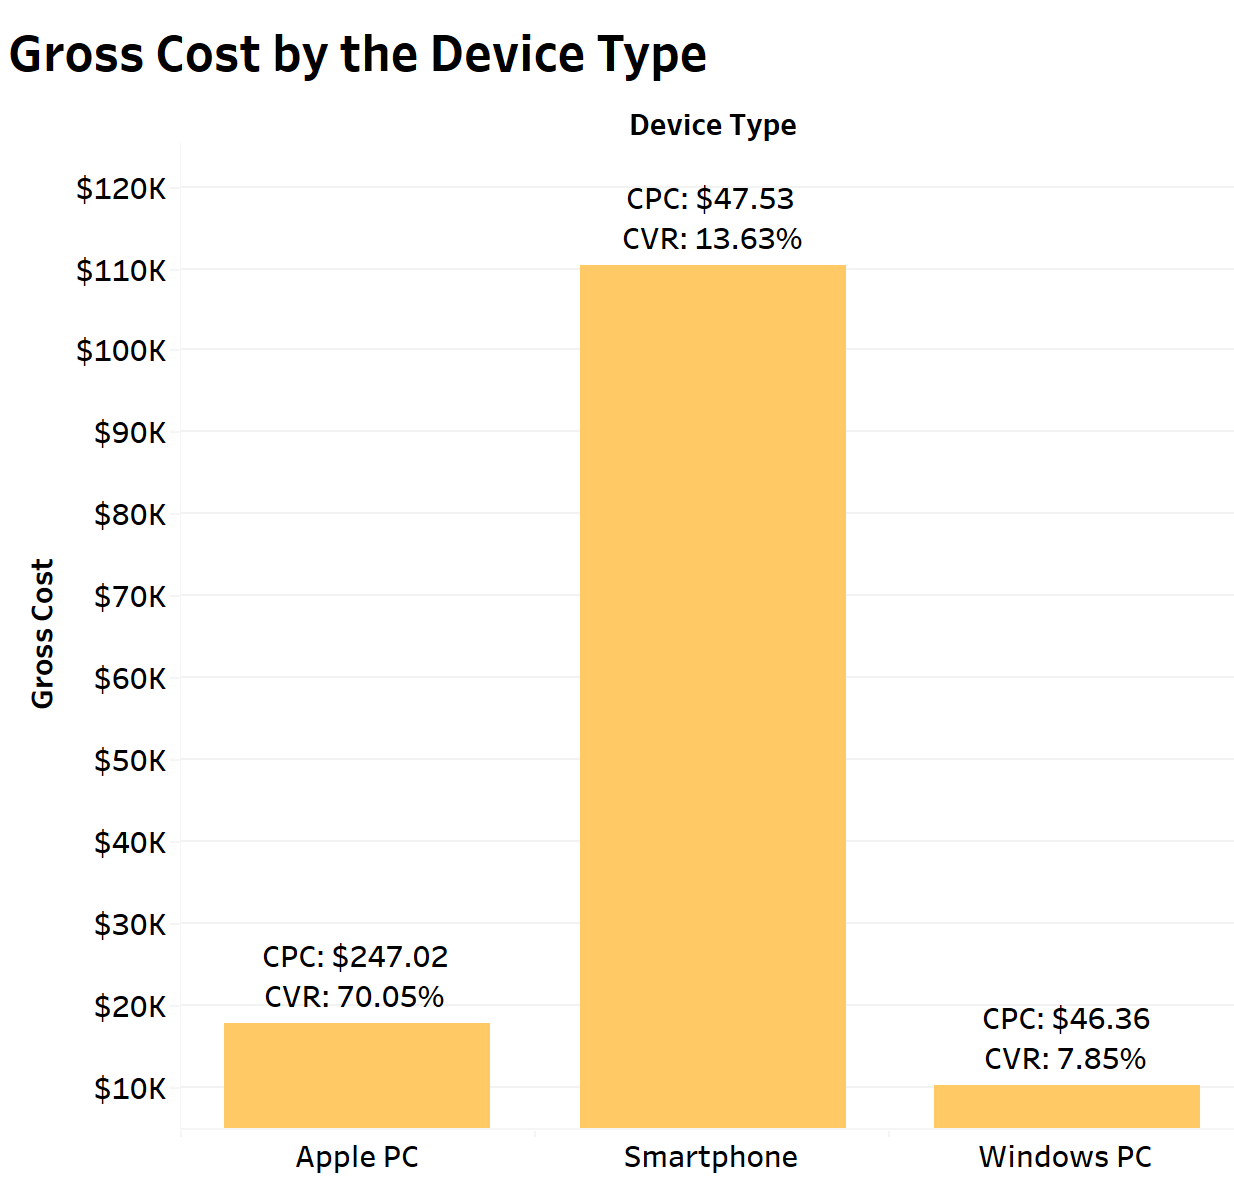 Gross Cost by the Device Type
Device Type
$120K
$110K
$100K
$90K
$80K
$70K
$60K
$50K
$40K
$30K
$20K
$10K
Gross Cost
CPC: $247.02
CVR: 70.05%
CPC: $47.53
CVR: 13.63%
CPC: $46.36
CVR: 7.85%
Apple PC
Smartphone
Windows PC